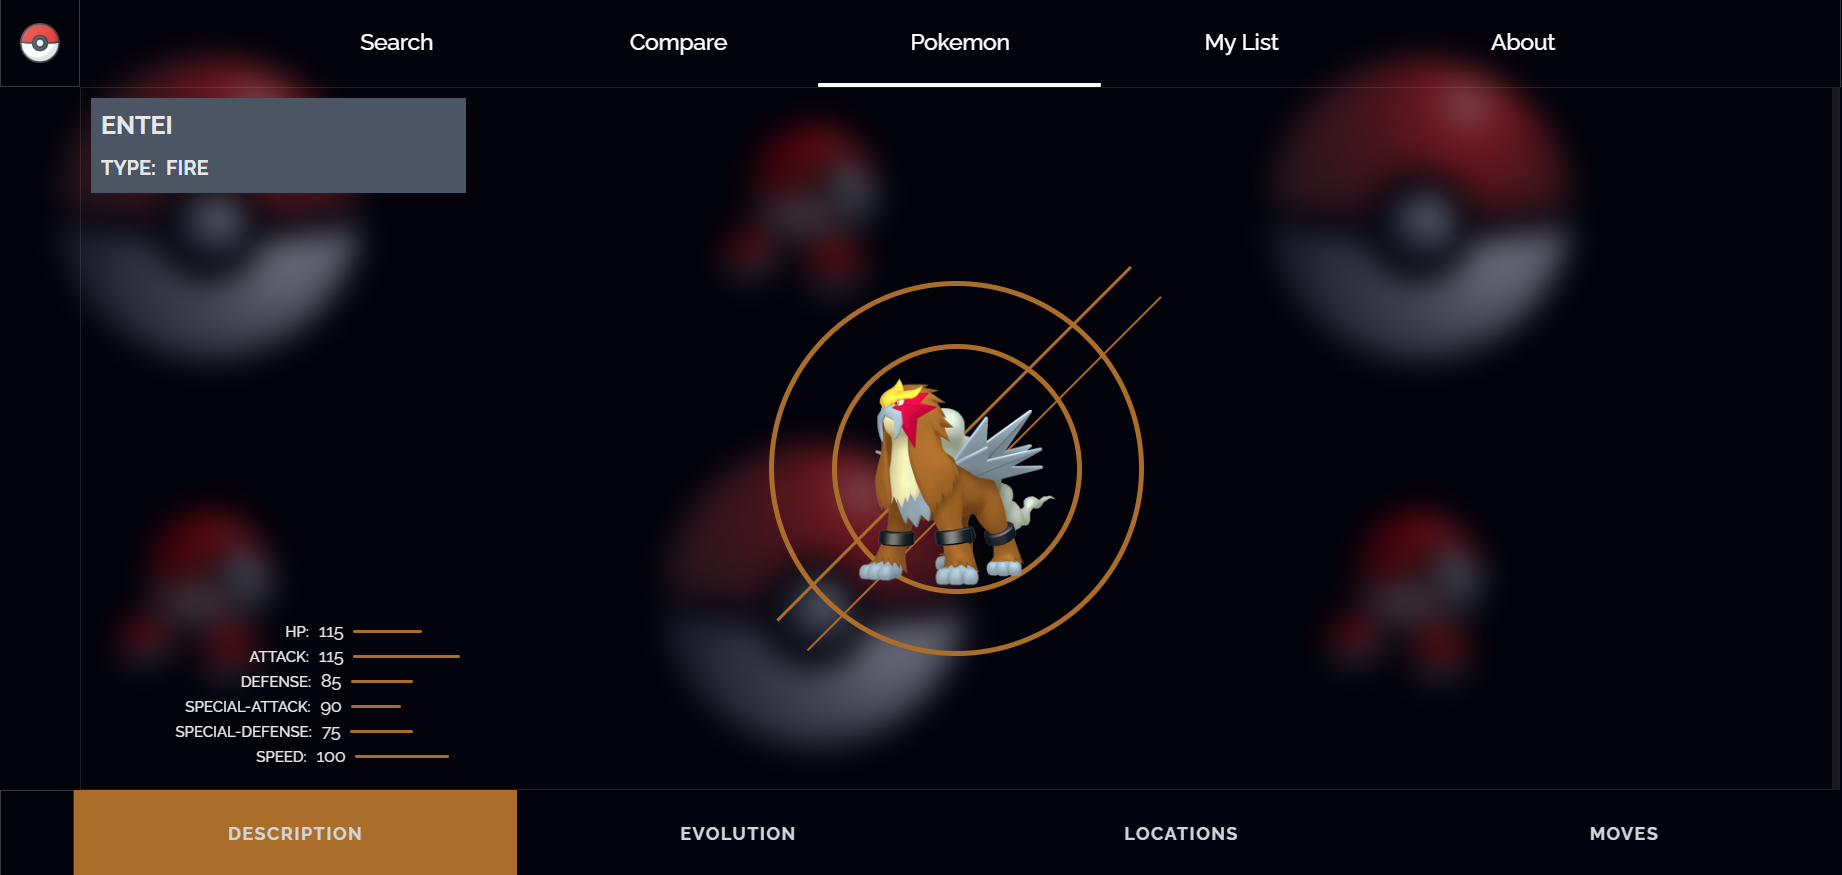 Search
Compare
Pokemon
My List
About
ENTEI
TYPE: FIRE
HP: 115
ATTACK: 115
DEFENSE: 85
SPECIAL-ATTACK: 90
SPECIAL-DEFENSE: 75
SPEED: 100
DESCRIPTION
EVOLUTION
LOCATIONS
MOVES